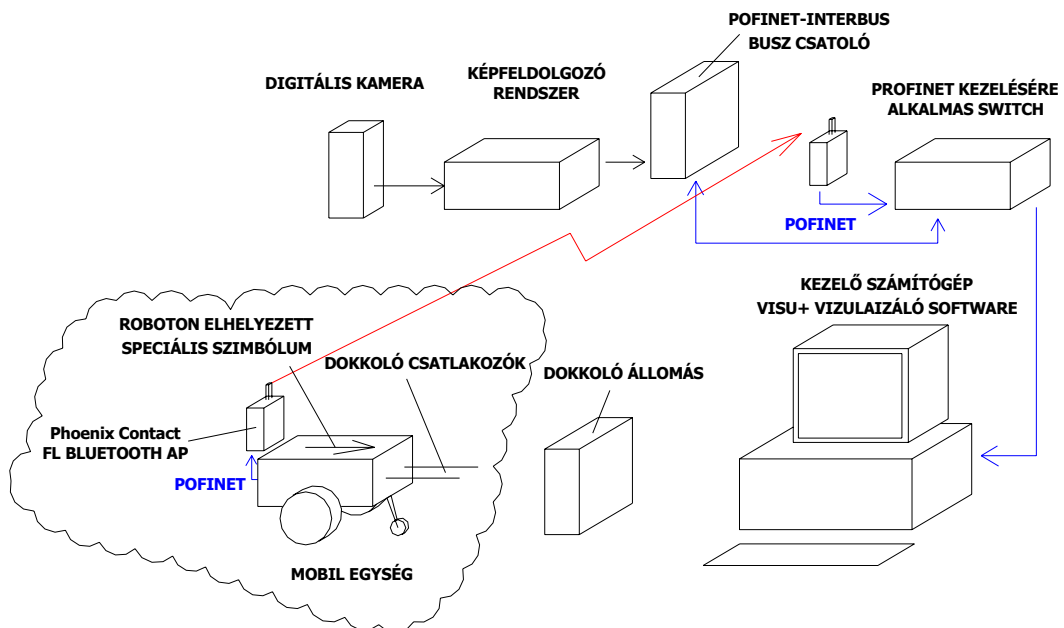 POFINET-INTERBUS
BUSZ CSATOLÓ
DIGITÁLIS KAMERA
KÉPFELDOLGOZÓ
RENDSZER
PROFINET KEZELÉSÉRE
ALKALMAS SWITCH
POFINET
KEZELŐ SZÁMÍTÓGÉP
VISU+ VIZULAIZÁLÓ SOFTWARE
ROBOTON ELHELYEZETT
SPECIÁLIS SZIMBÓLUM
DOKKOLÓ CSATLAKOZÓK
DOKKOLÓ ÁLLOMÁS
Phoenix Contact
FL BLUETOOTH AP
POFINET
MOBIL EGYSÉG